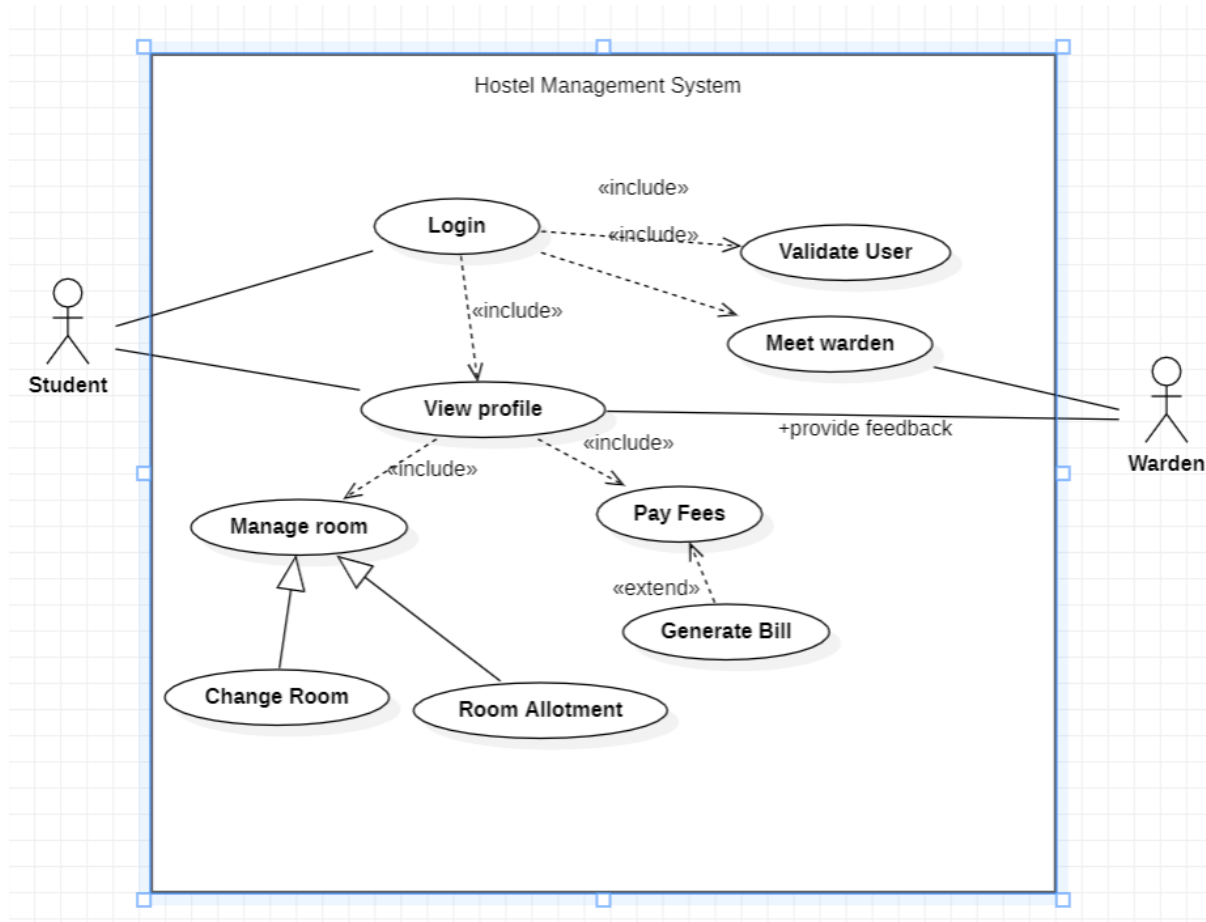 Hostel Management System
«include»
Login
«include»
Validate User
«include»
Meet warden
Student
View profile
+provide feedback
«include»
Warden
«include»
Manage room
Pay Fees
«extend»
Generate Bill
Change Room
Room Allotment